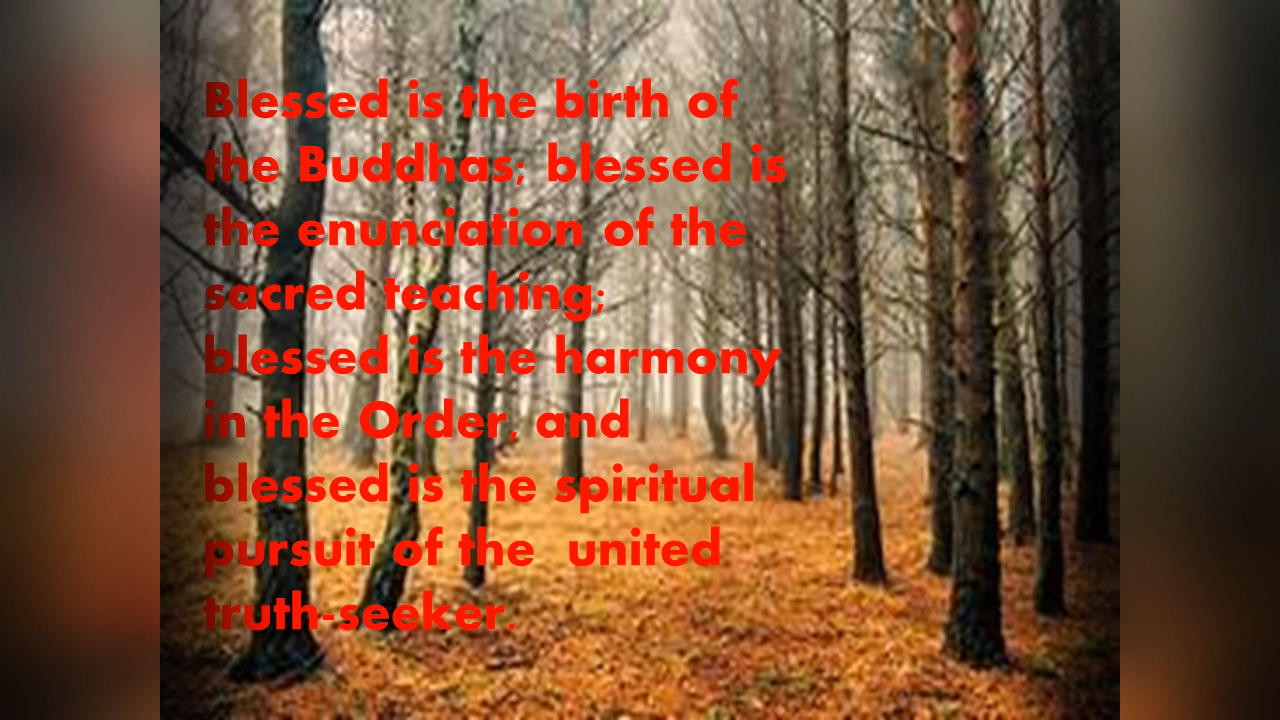 Blessed is the birth of
the Buddhas; blessed is
the enunciation of the
sacred teaching;
blessed is the harmony
in the Order, and
blessed is the spiritual
pursuit of the  united
truth-seeker.